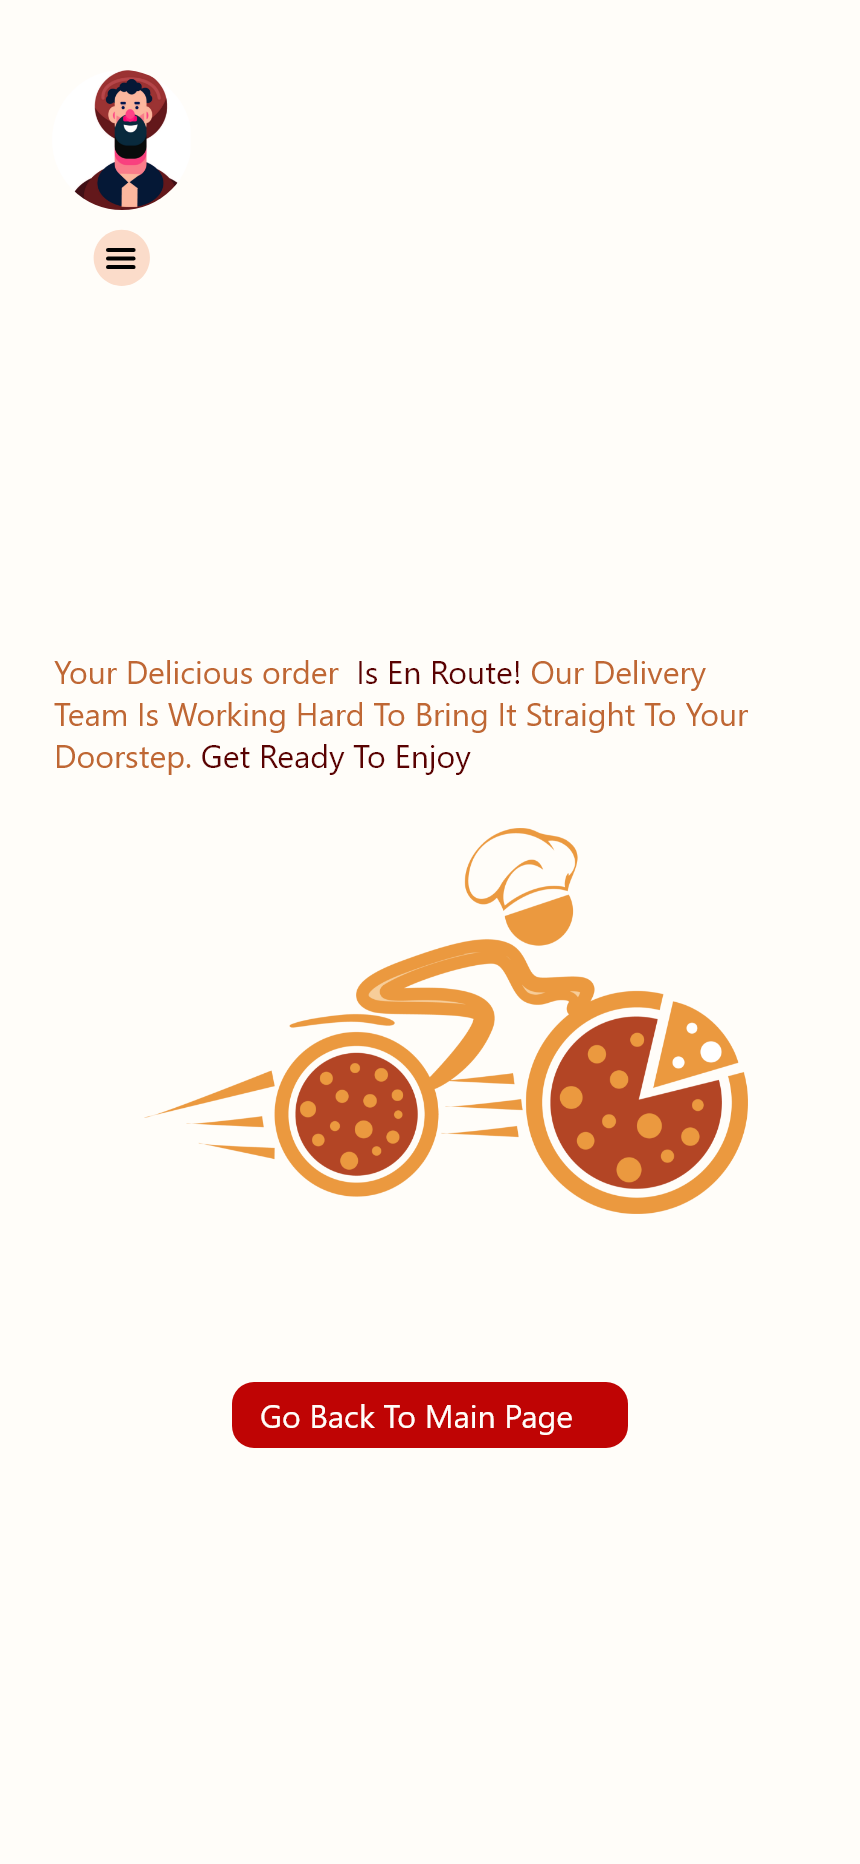 Your Delicious order  Is En Route! Our Delivery
Team Is Working Hard To Bring It Straight To Your
Doorstep. Get Ready To Enjoy
Go Back To Main Page